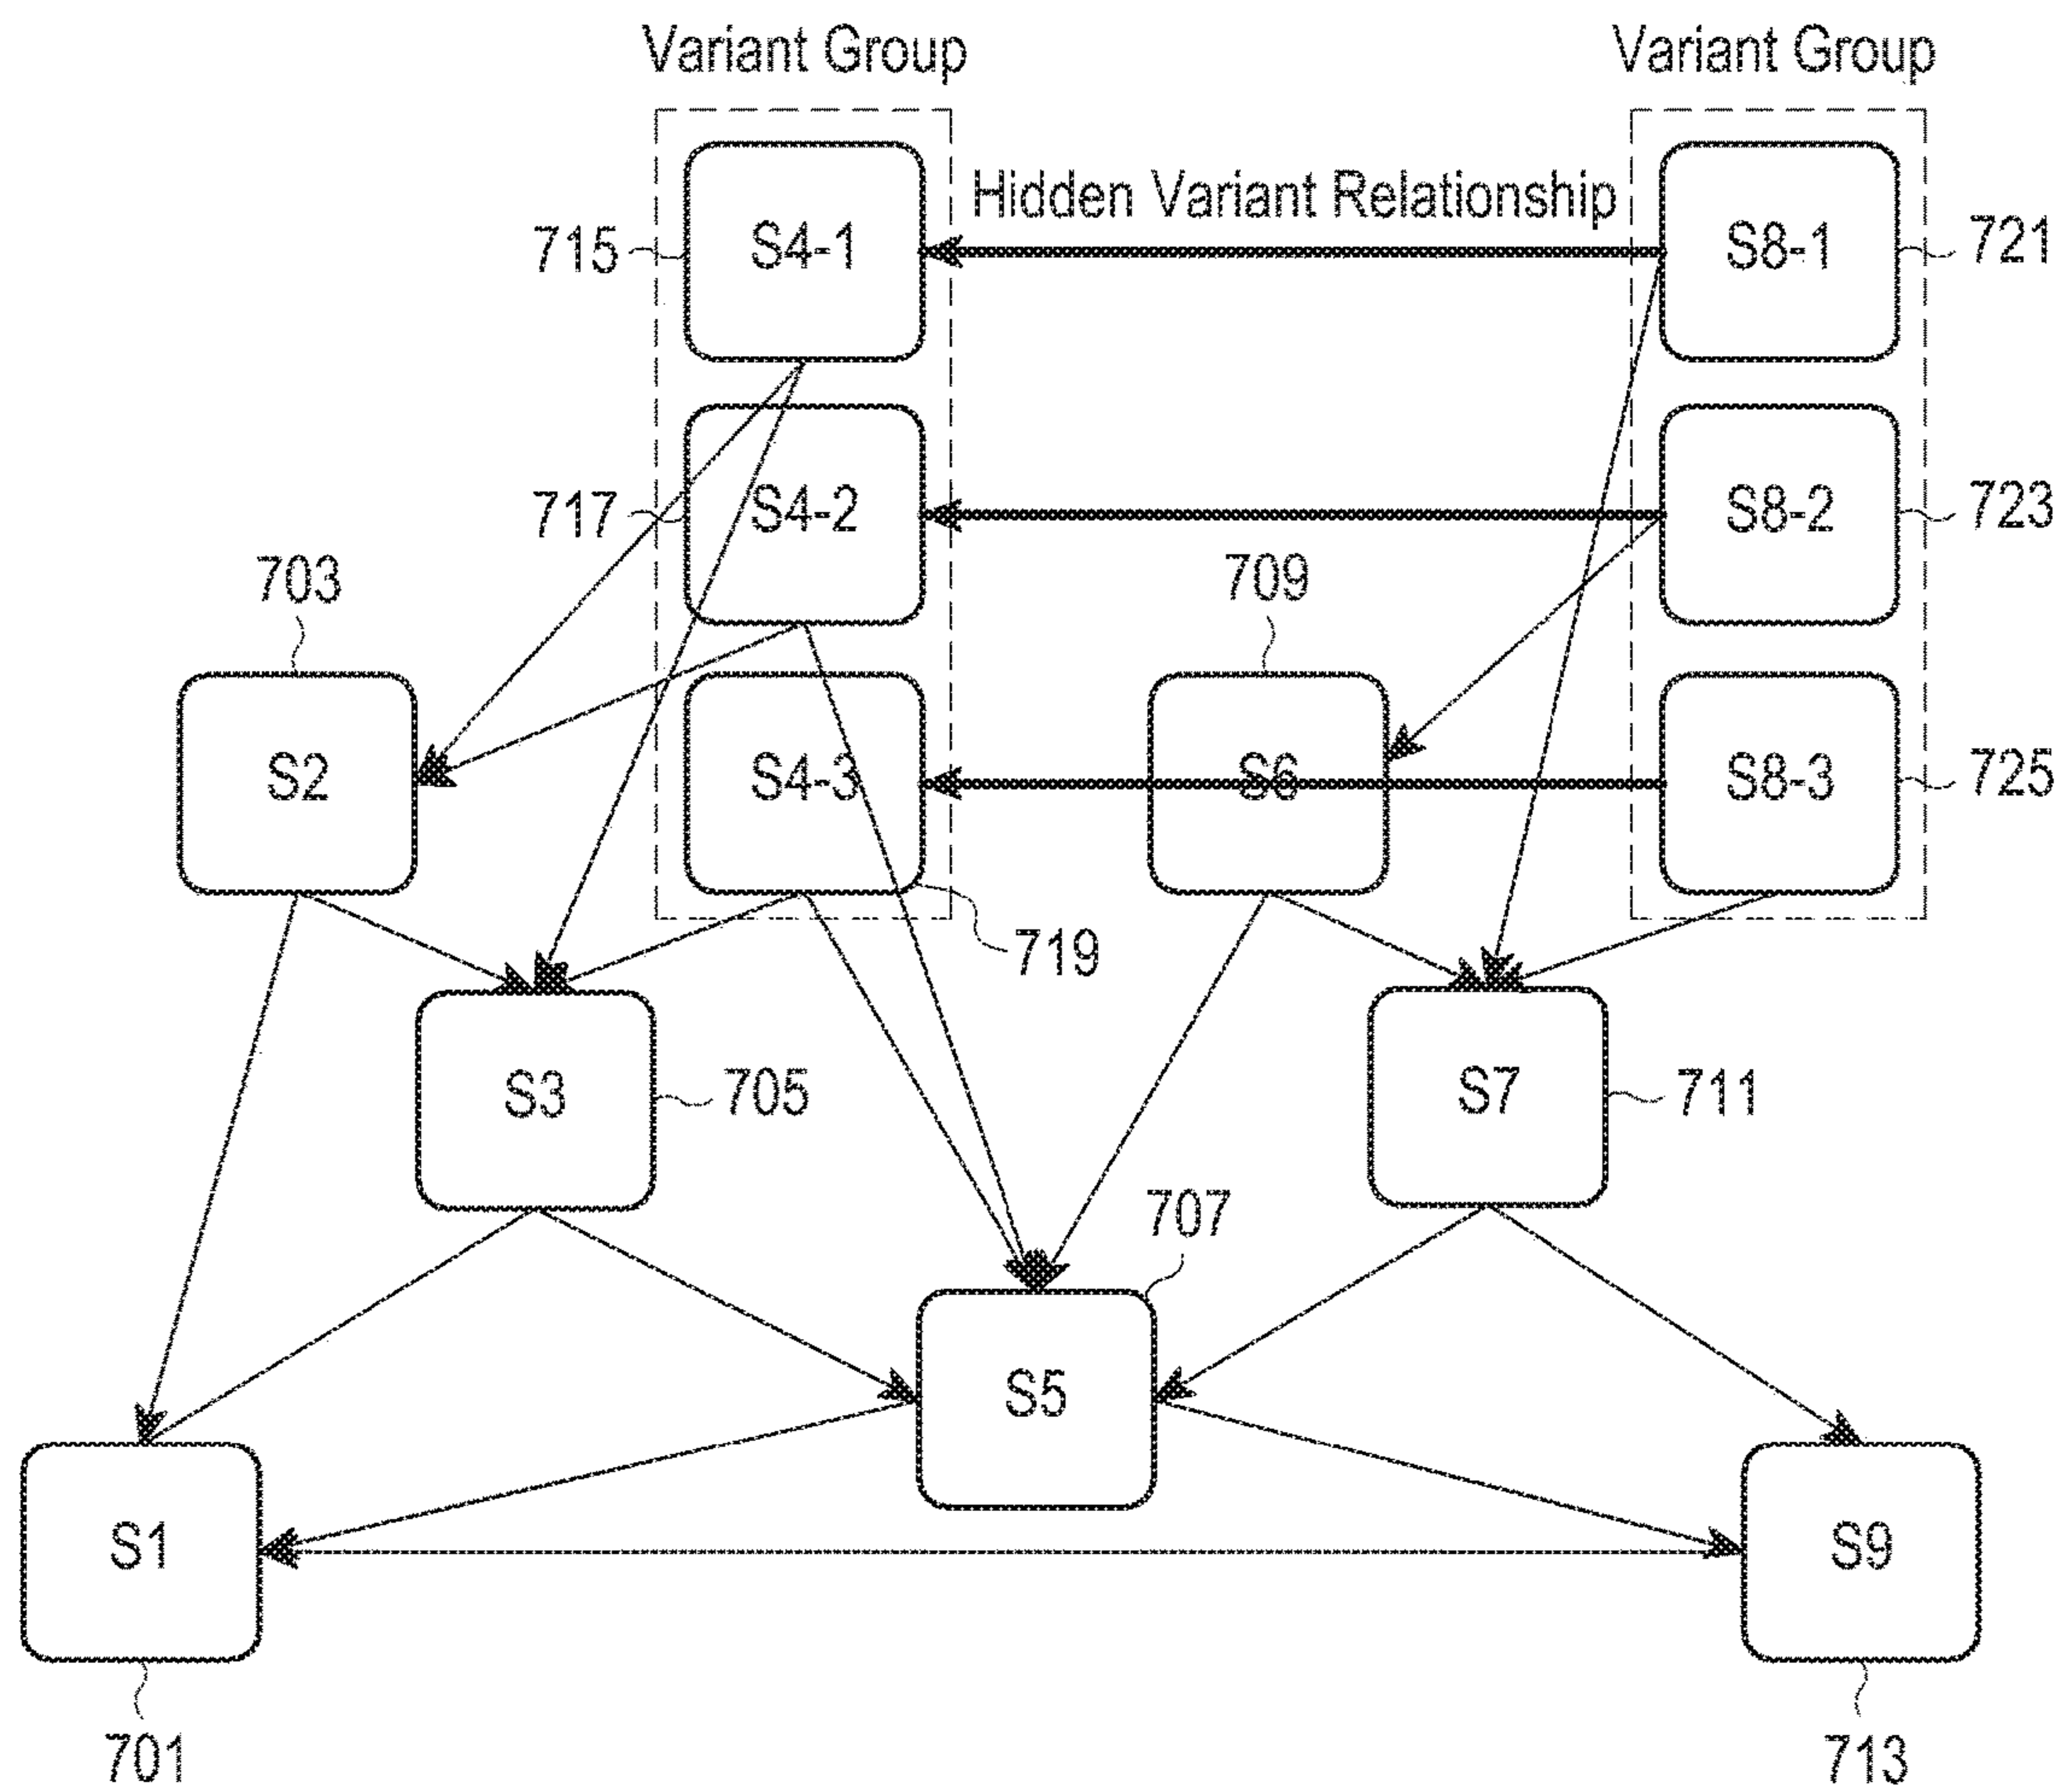 Variant Group
Variant Group
Hidden Variant Relationship
715
S4-1
S8-1
721
717
S4-2
S8-2
723
703
709
S2
S4-3
S6
S8-3
725
719
S3
705
S7
711
707
S5
S1
S9
701
713